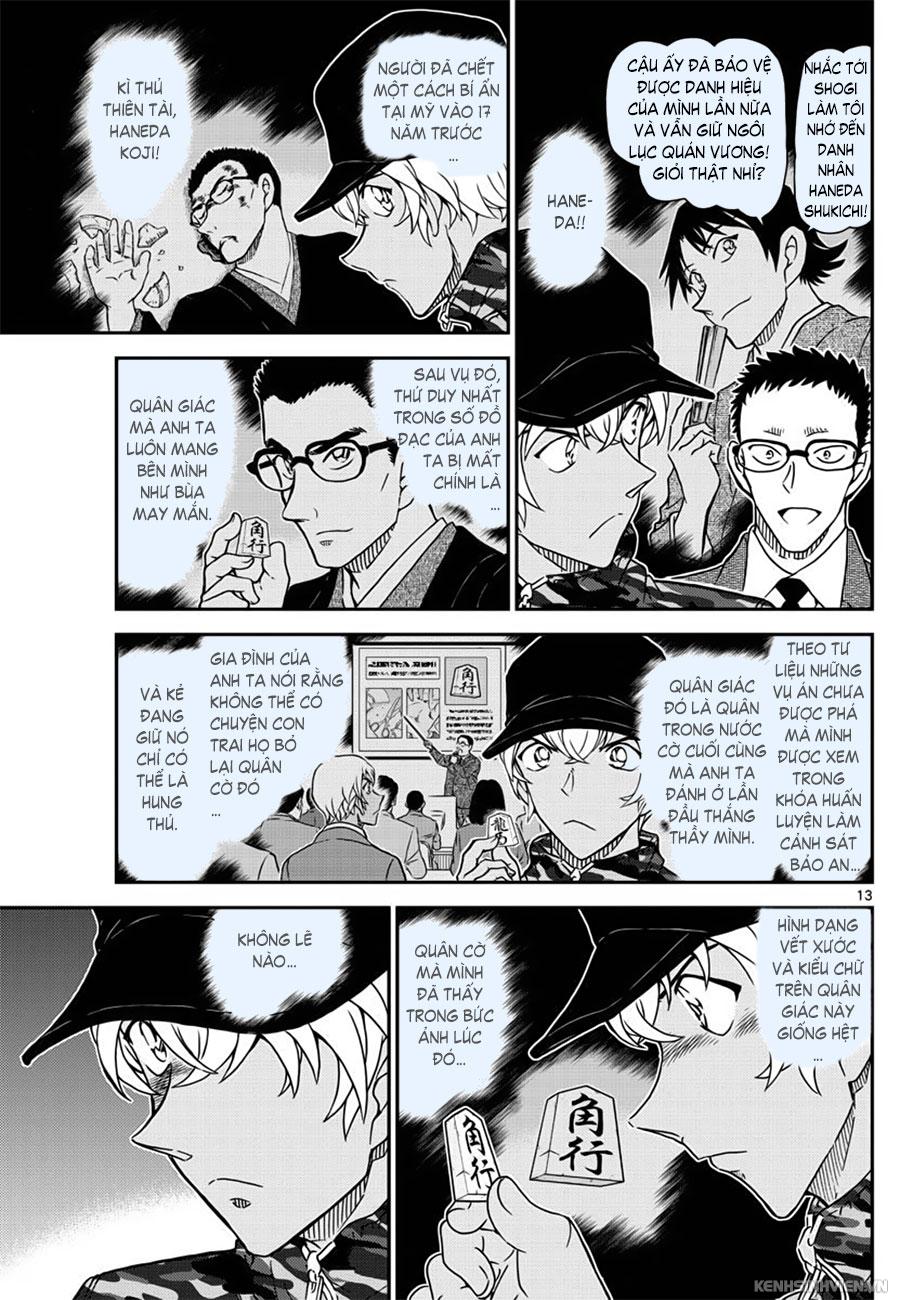 NHẮC TỚI
SHOGI
LÀM TÔI
NHỚ ĐẾN
DANH
NHÂN
HANEDA
SHUKICHI!
CẬU ẤY ĐÃ BẢO VỆ
ĐƯỢC DANH HIỆU
CỦA MÌNH LẦN NỮA
VÀ VẪN GIỮ NGÔI
LỤC QUÁN VƯƠNG!
GIỎI THẬT NHỈ?
HANE-
DA!!
NGƯỜI ĐÃ CHẾT
MỘT CÁCH BÍ ẨN
TẠI MỸ VÀO 17
NĂM TRƯỚC
...
KÌ THỦ
THIÊN TÀI,
HANEDA
KOJI!
SAU VỤ ĐÓ,
THỨ DUY NHẤT
TRONG SỐ ĐỒ
ĐẠC CỦA ANH
TA BỊ MẤT
CHÍNH LÀ
...
QUÂN GIÁC
MÀ ANH TA
LUÔN MANG
BÊN MÌNH
NHƯ BÙA
MAY MẮN.
角行
THEO TƯ
LIỆU NHỮNG
VỤ ÁN CHƯA
ĐƯỢC PHÁ
MÀ MÌNH
ĐƯỢC XEM
TRONG
KHÓA HUẤN
LUYỆN LÀM
CẢNH SÁT
BẢO AN...
QUÂN GIÁC
ĐÓ LÀ QUÂN
TRONG NƯỚC
CỜ CUỐI CÙNG
MÀ ANH TA
ĐÁNH Ở LẦN
ĐẦU THẮNG
THẦY MÌNH.
角行
龍馬
GIA ĐÌNH CỦA
ANH TA NÓI RẰNG
KHÔNG THỂ CÓ
CHUYỆN CON
TRAI HỌ BỎ
LẠI QUÂN
CỜ ĐÓ
...
VÀ KẺ
ĐANG
GIỮ NÓ
CHỈ CÓ
THỂ LÀ
HUNG
THỦ.
13
HÌNH DẠNG
VẾT XƯỚC
VÀ KIỂU CHỮ
TRÊN QUÂN
GIÁC NÀY
GIỐNG HỆT
...
QUÂN CỜ
MÀ MÌNH
ĐÃ THẤY
TRONG BỨC
ẢNH LÚC
ĐÓ...
角行
角行
KHÔNG LẼ
NÀO...
KENHSINHVIEN.VN